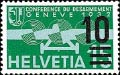 CONFERENCE DU DESARMEMENT
GENEVE 1932
10
HELVETIA